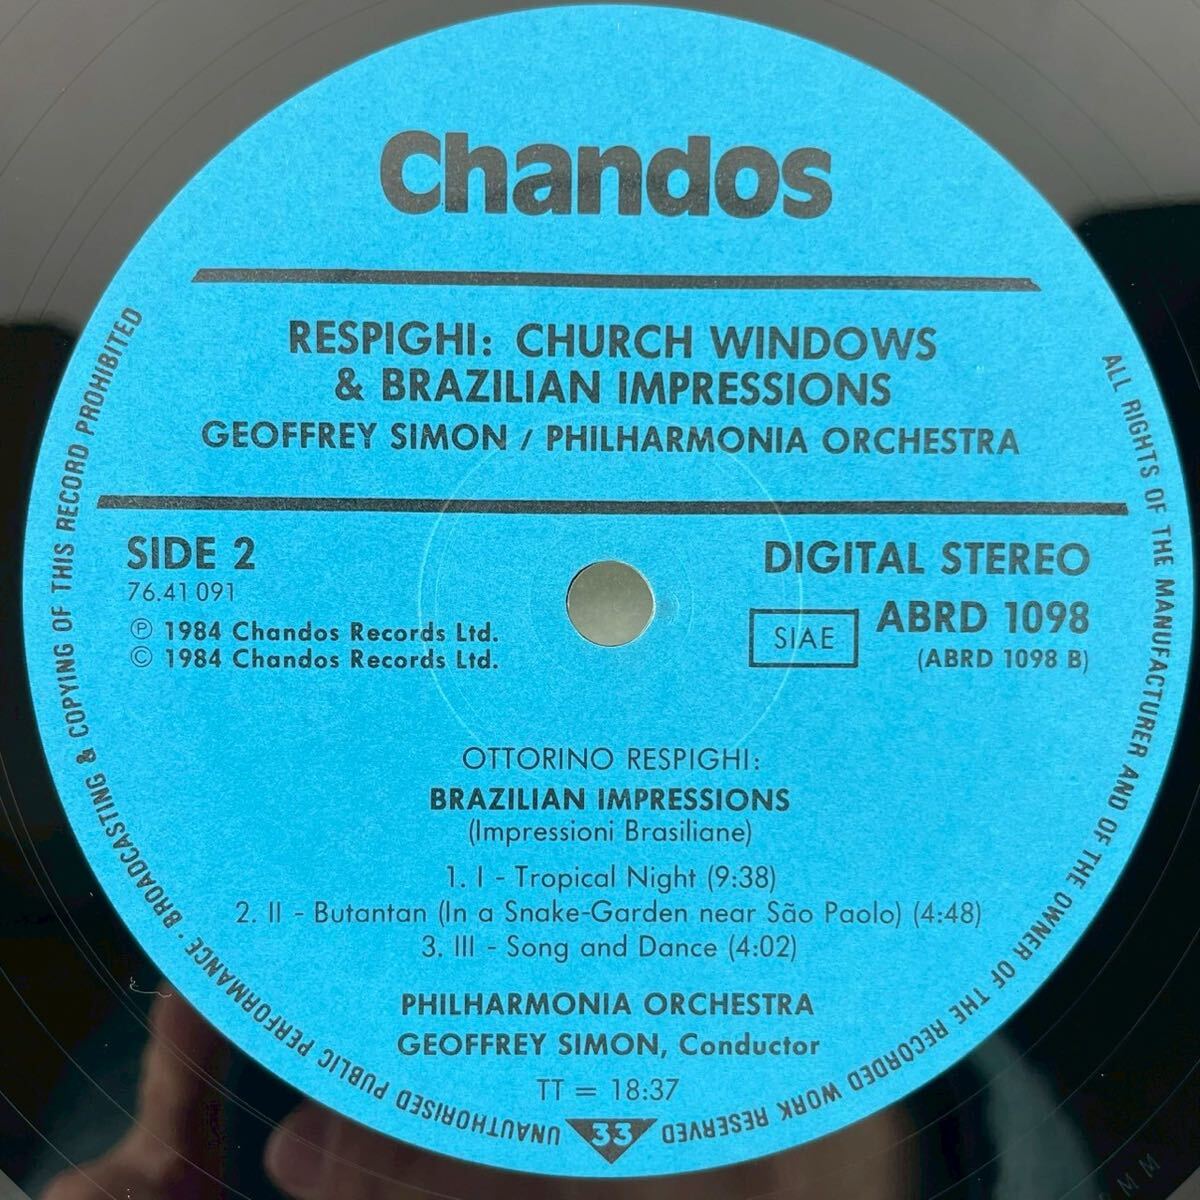 Chandos
RESPIGHI: CHURCH WINDOWS
& BRAZILIAN IMPRESSIONS
GEOFFREY SIMON / PHILHARMONIA ORCHESTRA
SIDE 2
76.41 091
Ⓟ 1984 Chandos Records Ltd.
© 1984 Chandos Records Ltd.
DIGITAL STEREO
SIAE
ABRD 1098
(ABRD 1098 B)
OTTORINO RESPIGHI:
BRAZILIAN IMPRESSIONS
(Impressioni Brasiliane)
1. I - Tropical Night (9:38)
2. II - Butantan (In a Snake-Garden near São Paolo) (4:48)
3. III - Song and Dance (4:02)
PHILHARMONIA ORCHESTRA
GEOFFREY SIMON, Conductor
TT = 18:37
33
ALL RIGHTS OF THE MANUFACTURER AND OF THE OWNER OF THE RECORDED WORK RESERVED
UNAUTHORISED PUBLIC PERFORMANCE · BROADCASTING & COPYING OF THIS RECORD PROHIBITED
MM